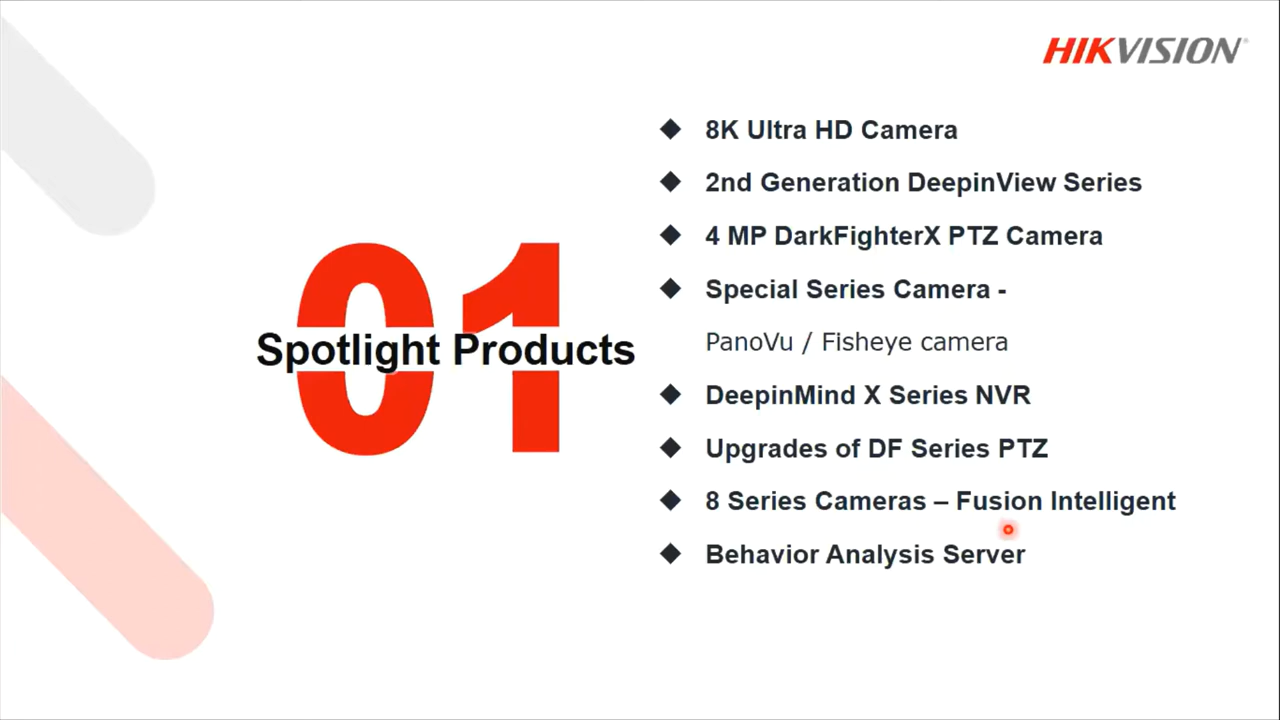 HIKVISION®
01
Spotlight Products
◆ 8K Ultra HD Camera
◆ 2nd Generation DeepinView Series
◆ 4 MP DarkFighterX PTZ Camera
◆ Special Series Camera -
PanoVu / Fisheye camera
◆ DeepinMind X Series NVR
◆ Upgrades of DF Series PTZ
◆ 8 Series Cameras – Fusion Intelligent
◆ Behavior Analysis Server